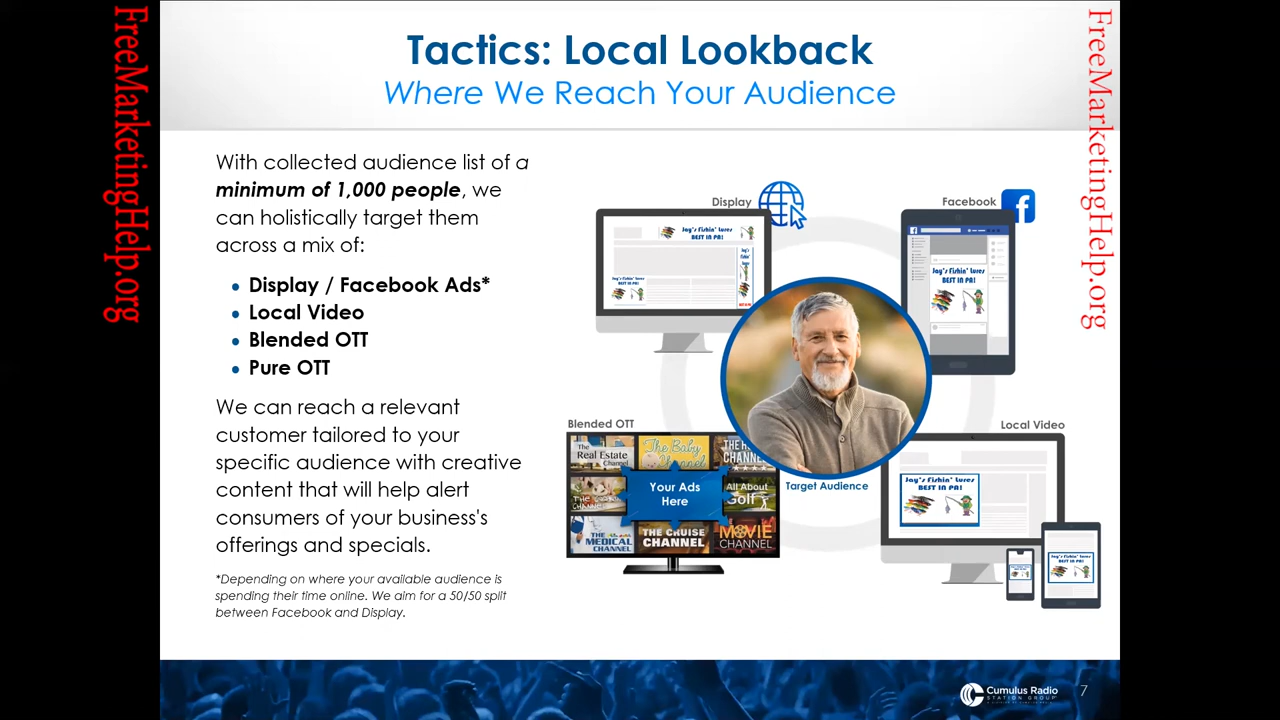 FreeMarketingHelp.org
Tactics: Local Lookback
Where We Reach Your Audience
With collected audience list of a
minimum of 1,000 people, we
can holistically target them
across a mix of:
• Display / Facebook Ads*
• Local Video
• Blended OTT
• Pure OTT
We can reach a relevant
customer tailored to your
specific audience with creative
content that will help alert
consumers of your business's
offerings and specials.
*Depending on where your available audience is
spending their time online. We aim for a 50/50 split
between Facebook and Display.
Display
Jay's Fishin' Lures
BEST IN PA!
Facebook
f
Jay's Fishin' Lures
BEST IN PA!
Blended OTT
The
Real Estate
Channel
The Baby
Channel
CHANNEL
Your Ads
Here
All About
Golf
THE
MEDICAL
CHANNEL
THE CRUISE
CHANNEL
MOVIE
CHANNEL
Target Audience
Local Video
Jay's Fishin' Lures
BEST IN PA!
Cumulus Radio
STATION GROUP
7
FreeMarketingHelp.org